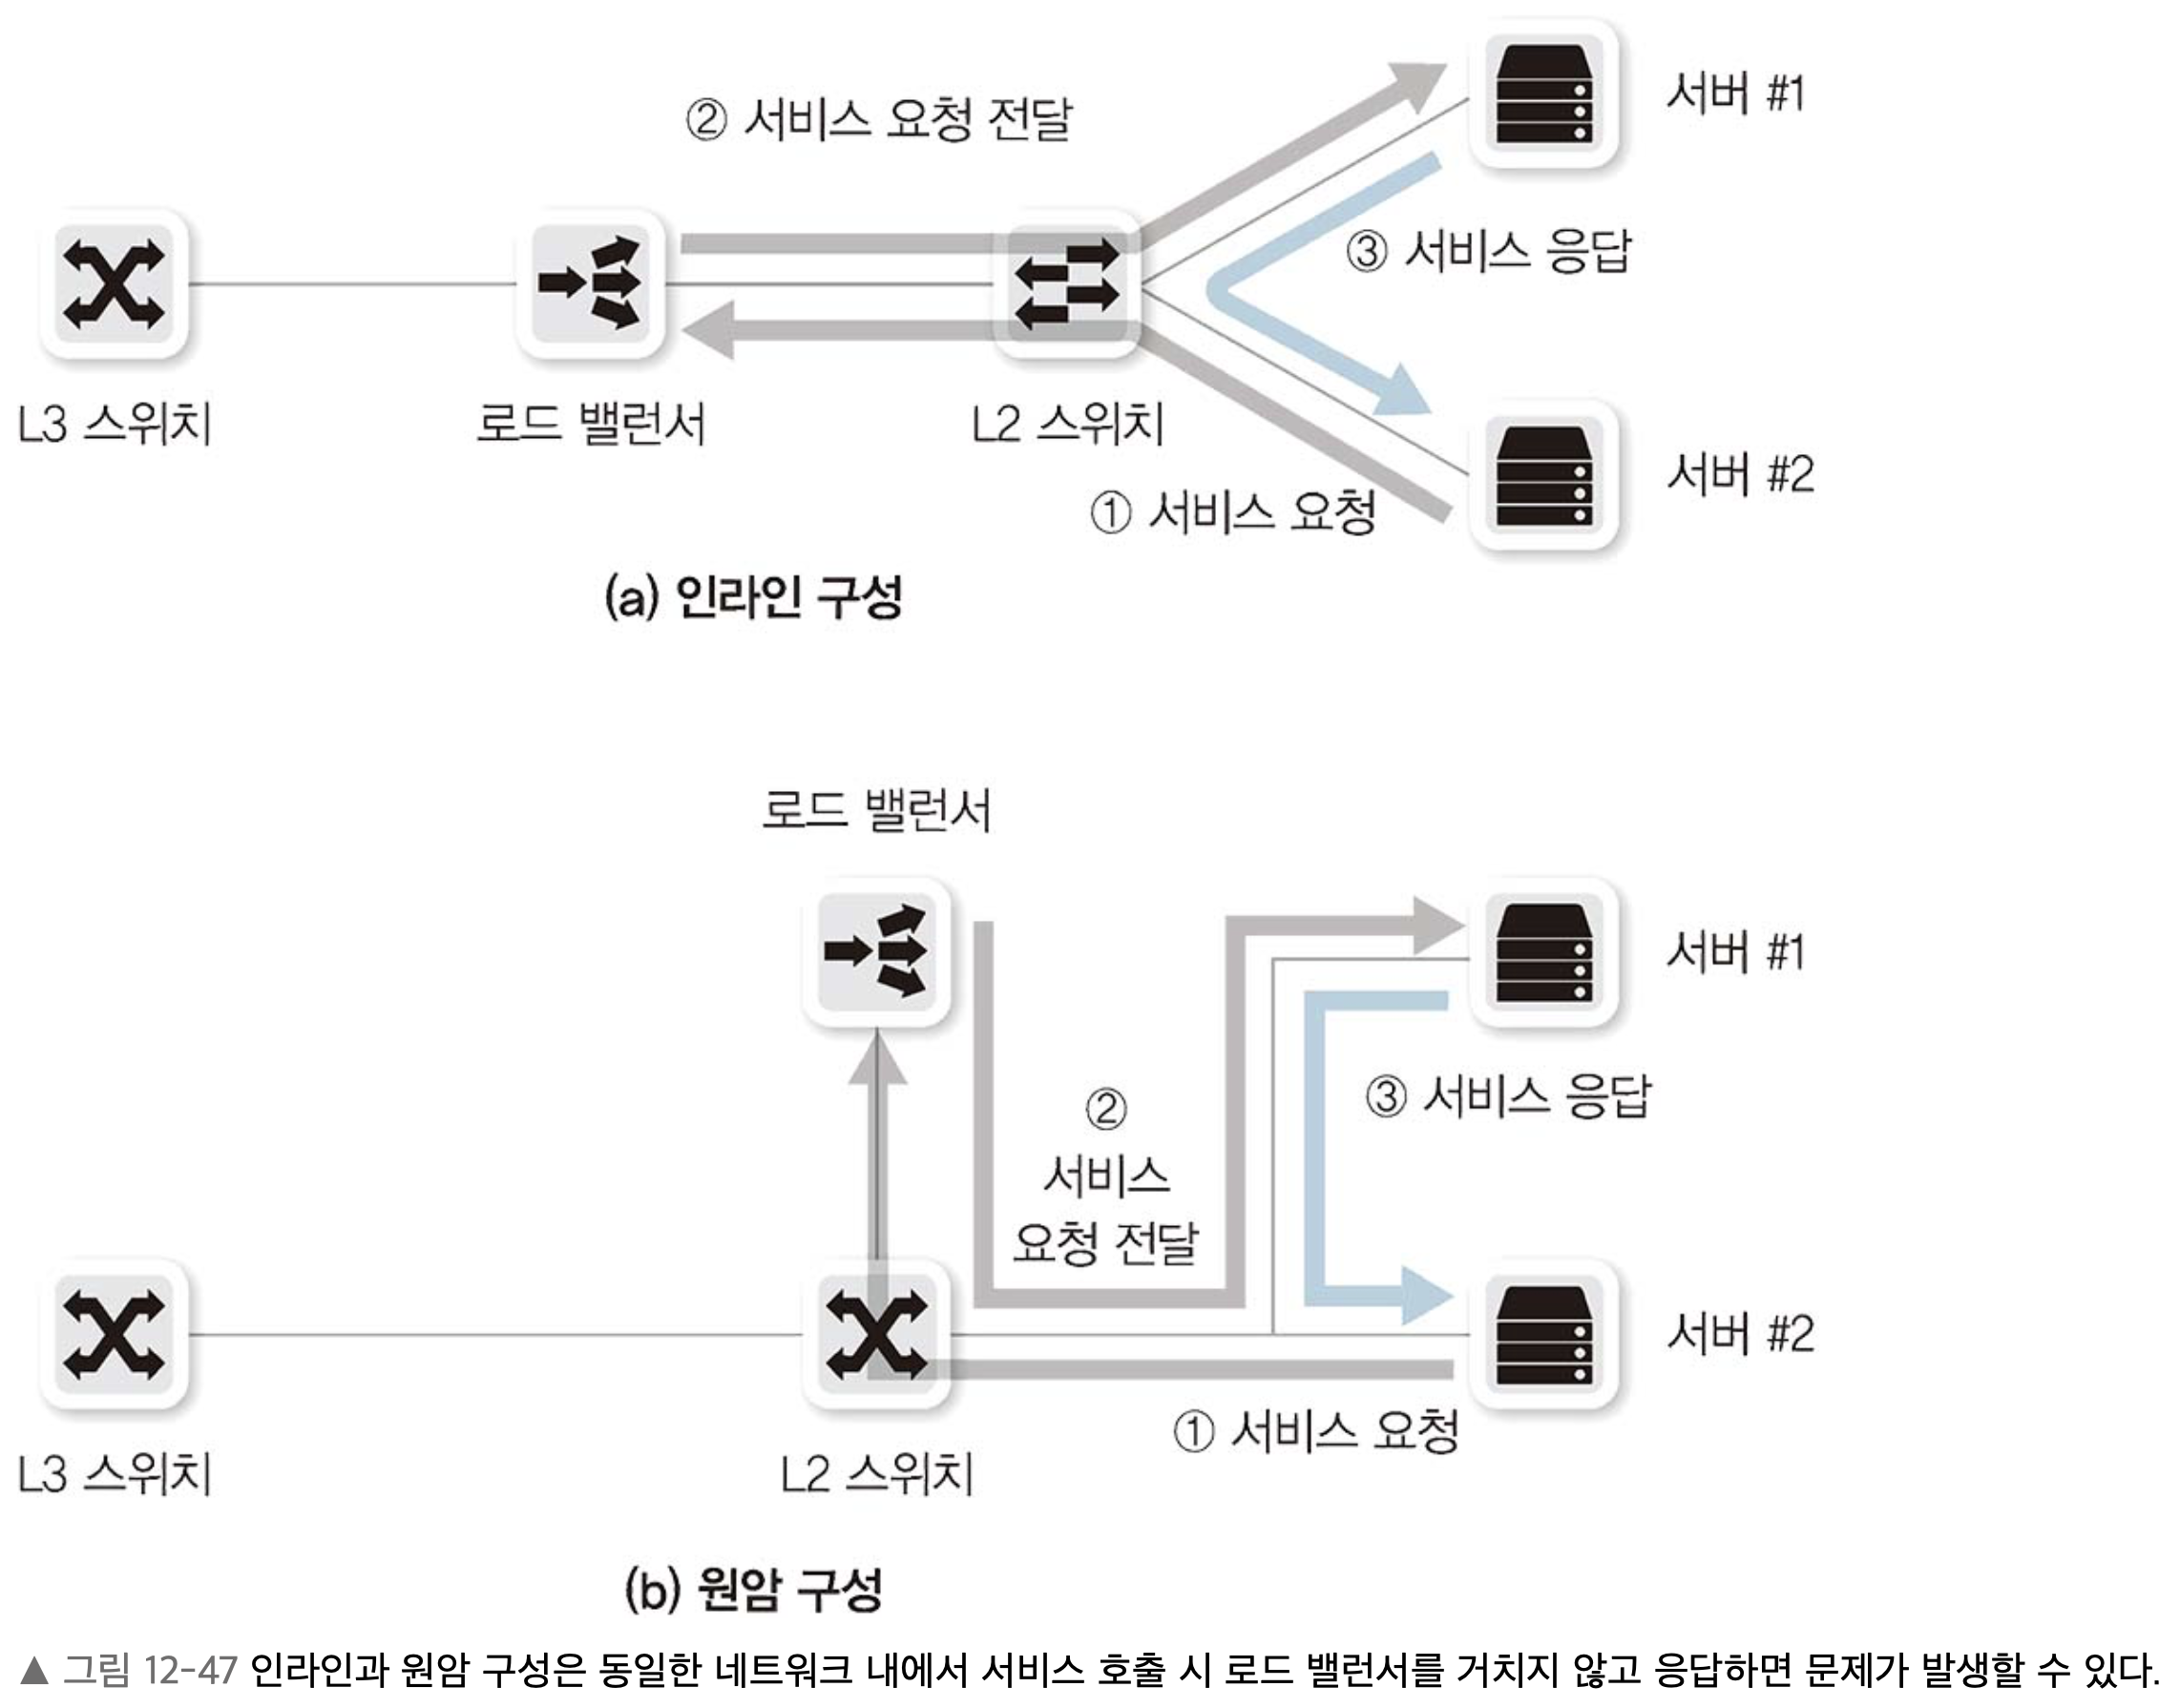 ② 서비스 요청 전달
서버 #1
③ 서비스 응답
L3 스위치
로드 밸런서
L2 스위치
서버 #2
① 서비스 요청
(a) 인라인 구성
로드 밸런서
서버 #1
②
서비스
요청 전달
③ 서비스 응답
서버 #2
① 서비스 요청
L3 스위치
L2 스위치
(b) 원암 구성
▲ 그림 12-47 인라인과 원암 구성은 동일한 네트워크 내에서 서비스 호출 시 로드 밸런서를 거치지 않고 응답하면 문제가 발생할 수 있다.